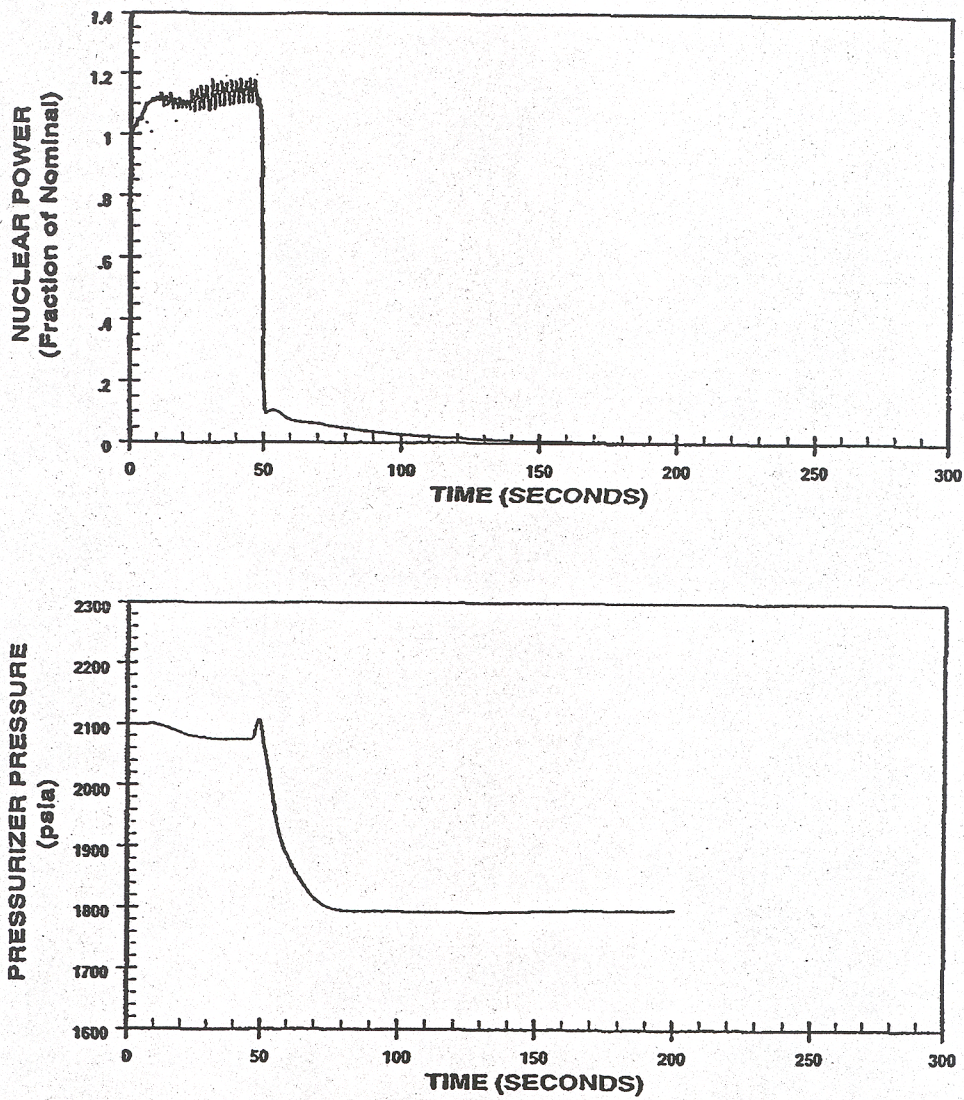 NUCLEAR POWER
(Fraction of Nominal)
1.4
1.2
1
.8
.6
.4
.2
0
0 50 100 150 200 250 300
TIME (SECONDS)
PRESSURIZER PRESSURE
(psia)
2300
2200
2100
2000
1900
1800
1700
1600
0 50 100 150 200 250 300
TIME (SECONDS)